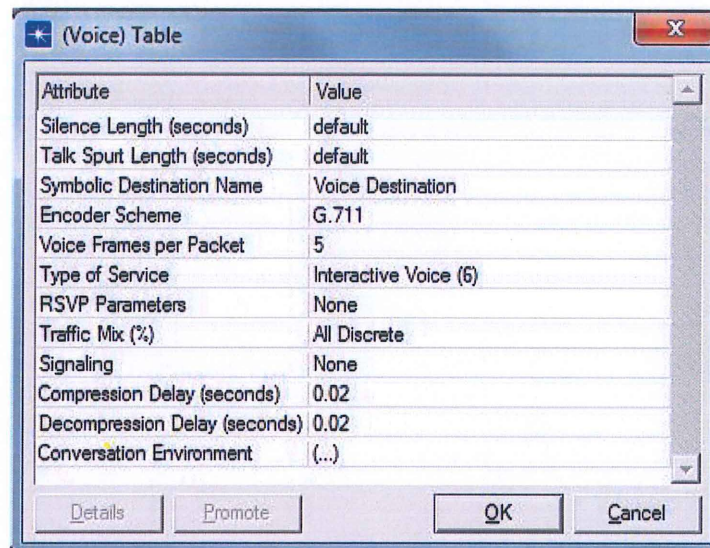 (Voice) Table
Attribute Value
Silence Length (seconds) default
Talk Spurt Length (seconds) default
Symbolic Destination Name Voice Destination
Encoder Scheme G.711
Voice Frames per Packet 5
Type of Service Interactive Voice (6)
RSVP Parameters None
Traffic Mix (%) All Discrete
Signaling None
Compression Delay (seconds) 0.02
Decompression Delay (seconds) 0.02
Conversation Environment (...)
Details Promote OK Cancel